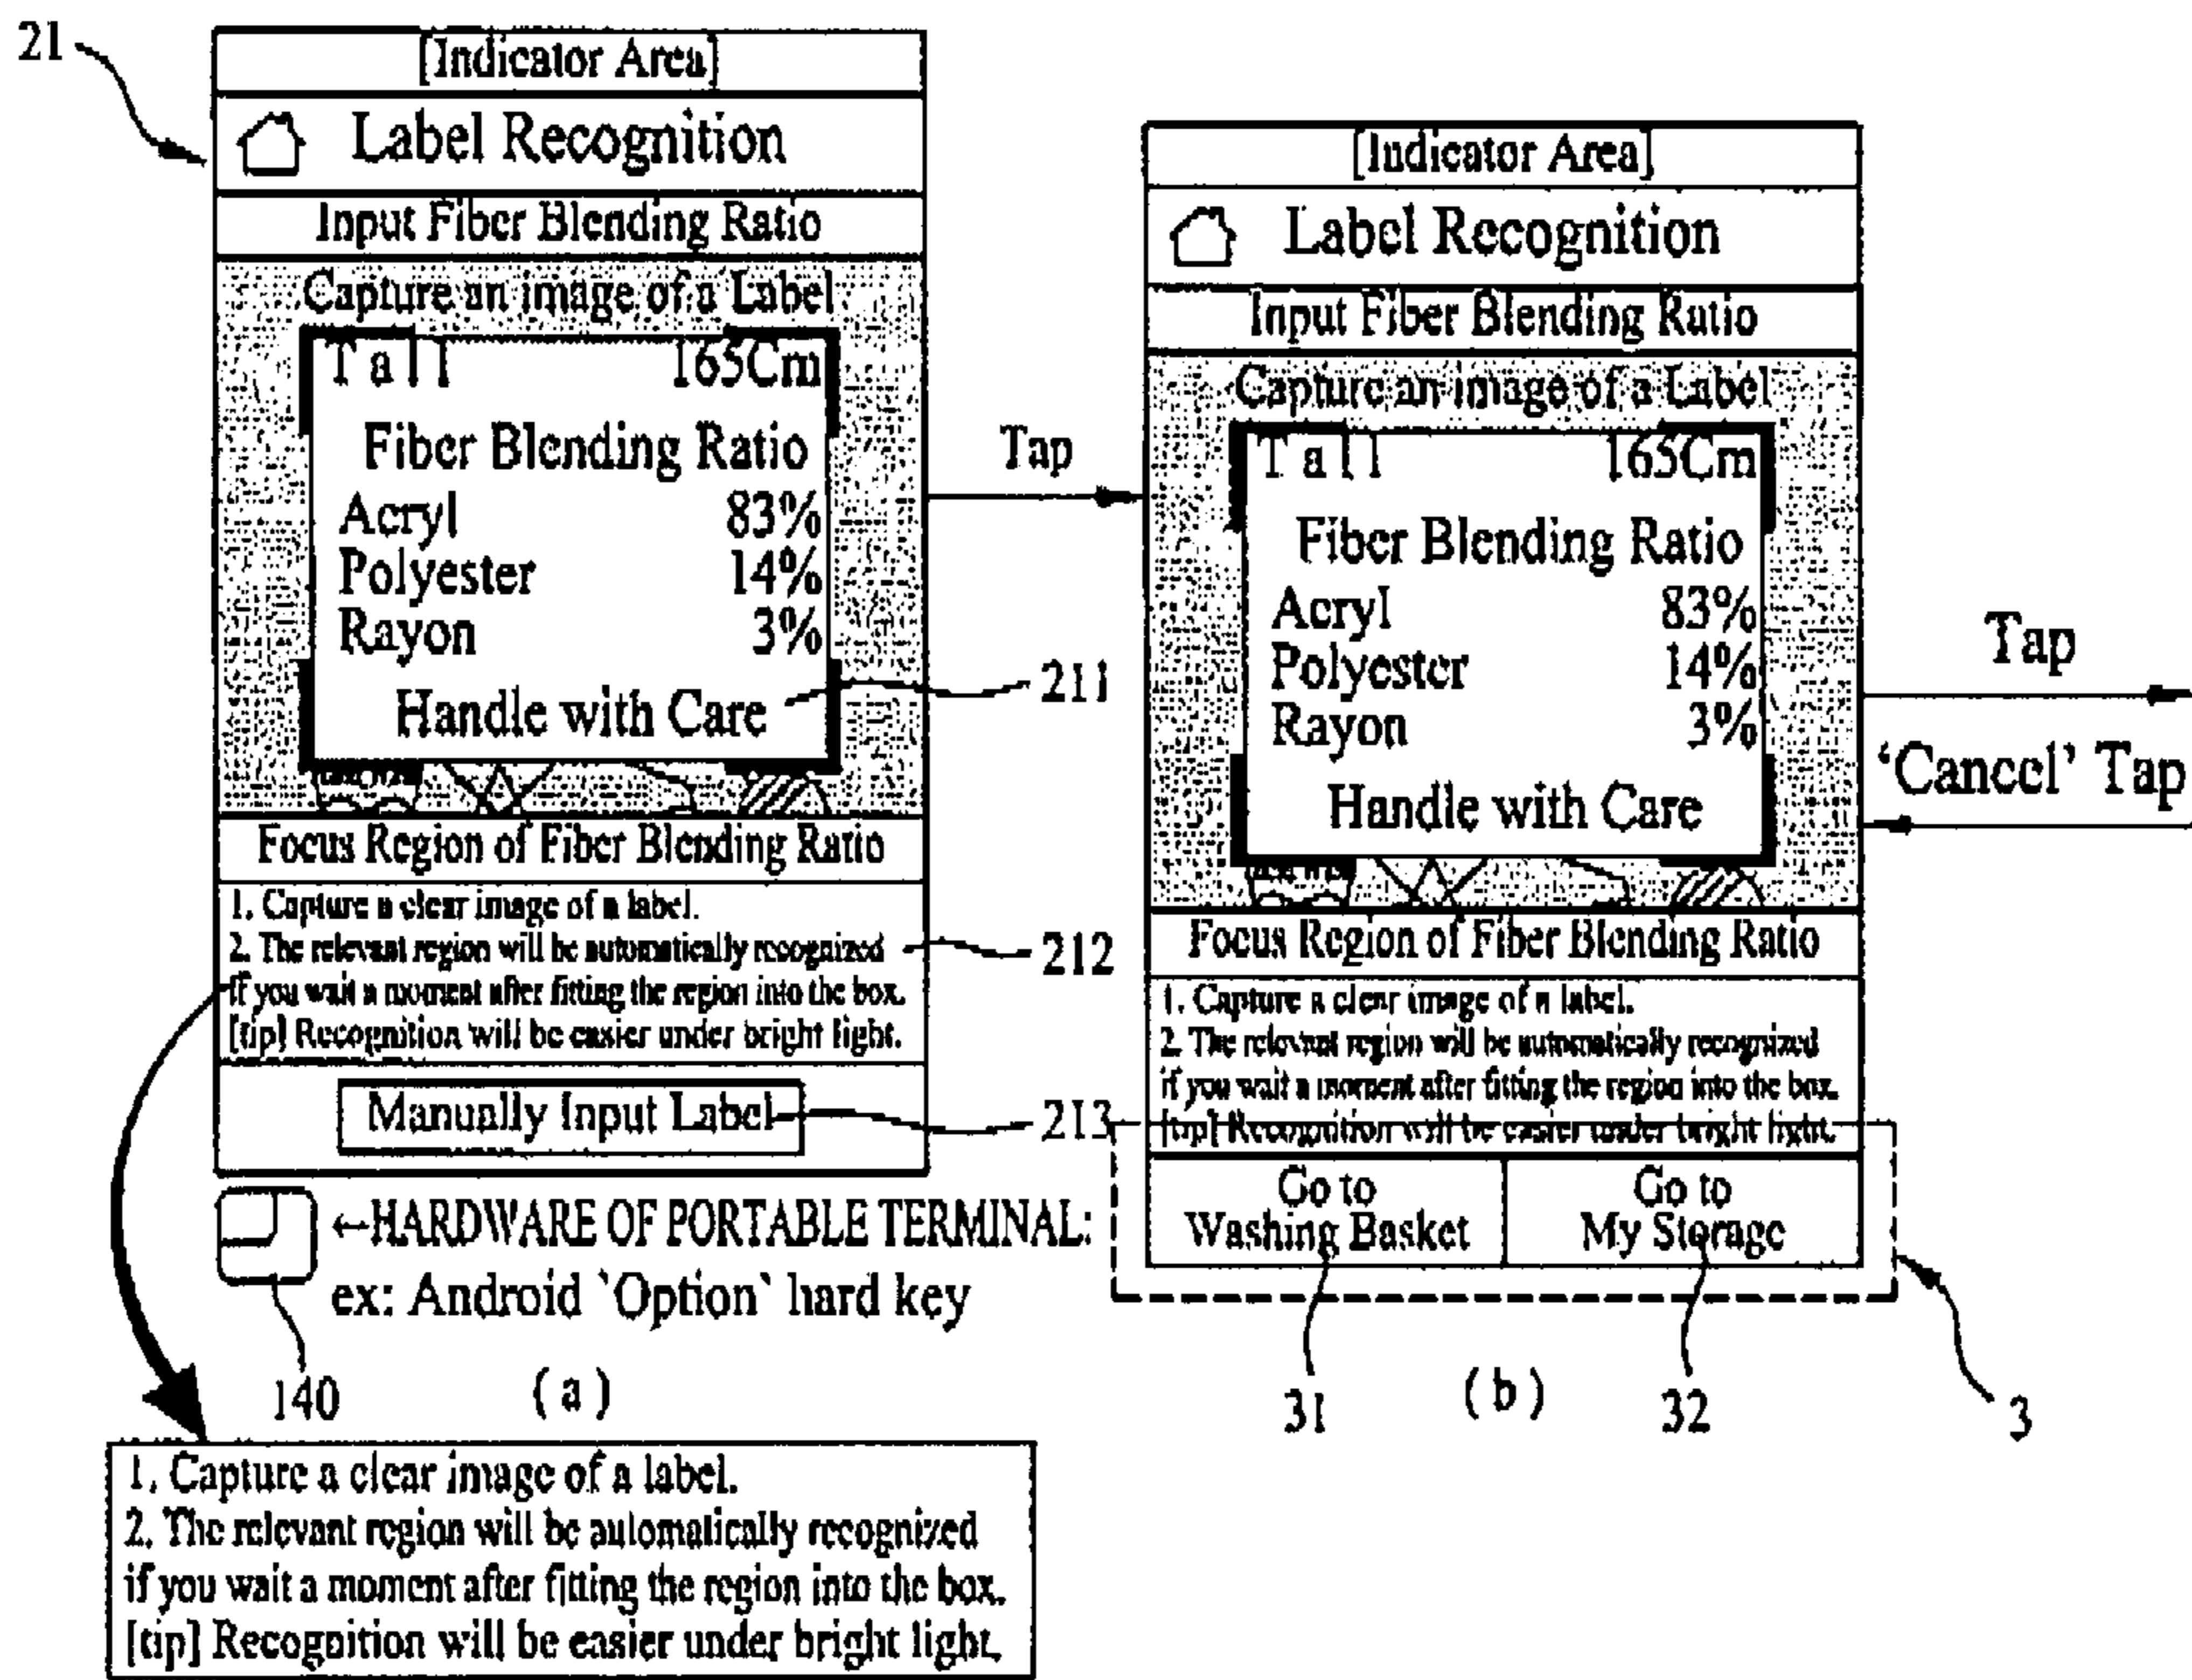 21
[Indicator Area]
Label Recognition
Input Fiber Blending Ratio
Capture an image of a Label
Tall 165Cm
Fiber Blending Ratio
Acryl 83%
Polyester 14%
Rayon 3%
Handle with Care
211
Focus Region of Fiber Blending Ratio
1. Capture a clear image of a label.
2. The relevant region will be automatically recognized
if you wait a moment after fitting the region into the box.
[tip] Recognition will be easier under bright light.
212
Manually Input Label
213
←HARDWARE OF PORTABLE TERMINAL:
ex: Android `Option` hard key
140
(a)
1. Capture a clear image of a label.
2. The relevant region will be automatically recognized
if you wait a moment after fitting the region into the box.
[tip] Recognition will be easier under bright light.
Tap
[Indicator Area]
Label Recognition
Input Fiber Blending Ratio
Capture an image of a Label
Tall 165Cm
Fiber Blending Ratio
Acryl 83%
Polyester 14%
Rayon 3%
Handle with Care
Focus Region of Fiber Blending Ratio
1. Capture a clear image of a label.
2. The relevant region will be automatically recognized
if you wait a moment after fitting the region into the box.
[tip] Recognition will be easier under bright light.
Go to
Washing Basket
Go to
My Storage
31
32
3
(b)
Tap
‘Cancel’ Tap